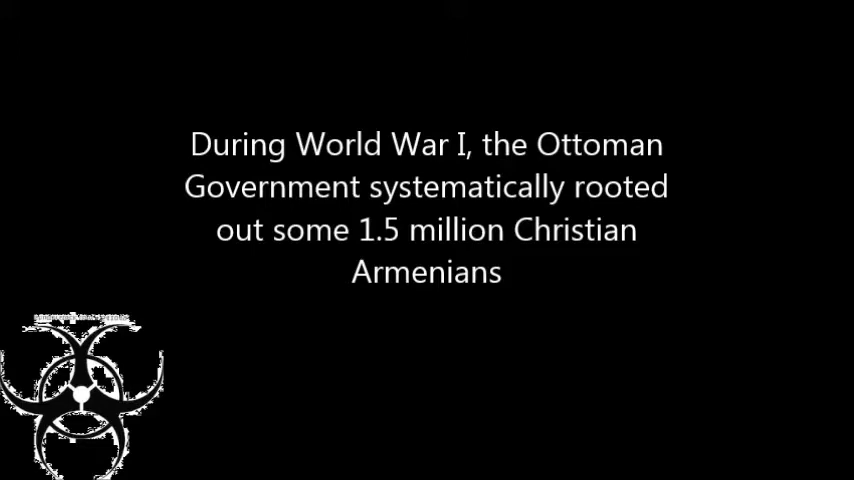 During World War I, the Ottoman
Government systematically rooted
out some 1.5 million Christian
Armenians